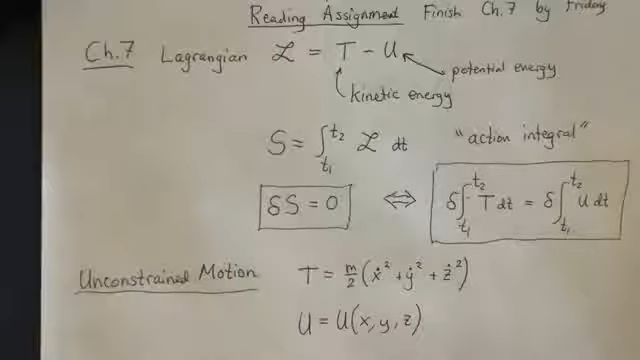 Reading Assignment Finish Ch. 7 by Friday
Ch. 7 Lagrangian ℒ = T - U
potential energy
kinetic energy
S = ∫_{t₁}^{t₂} ℒ dt "action integral"
δS = 0 ⇔ δ∫_{t₁}^{t₂} T dt = δ∫_{t₁}^{t₂} U dt
Unconstrained Motion T = m/2 (ẋ² + ẏ² + ż²)
U = U(x, y, z)